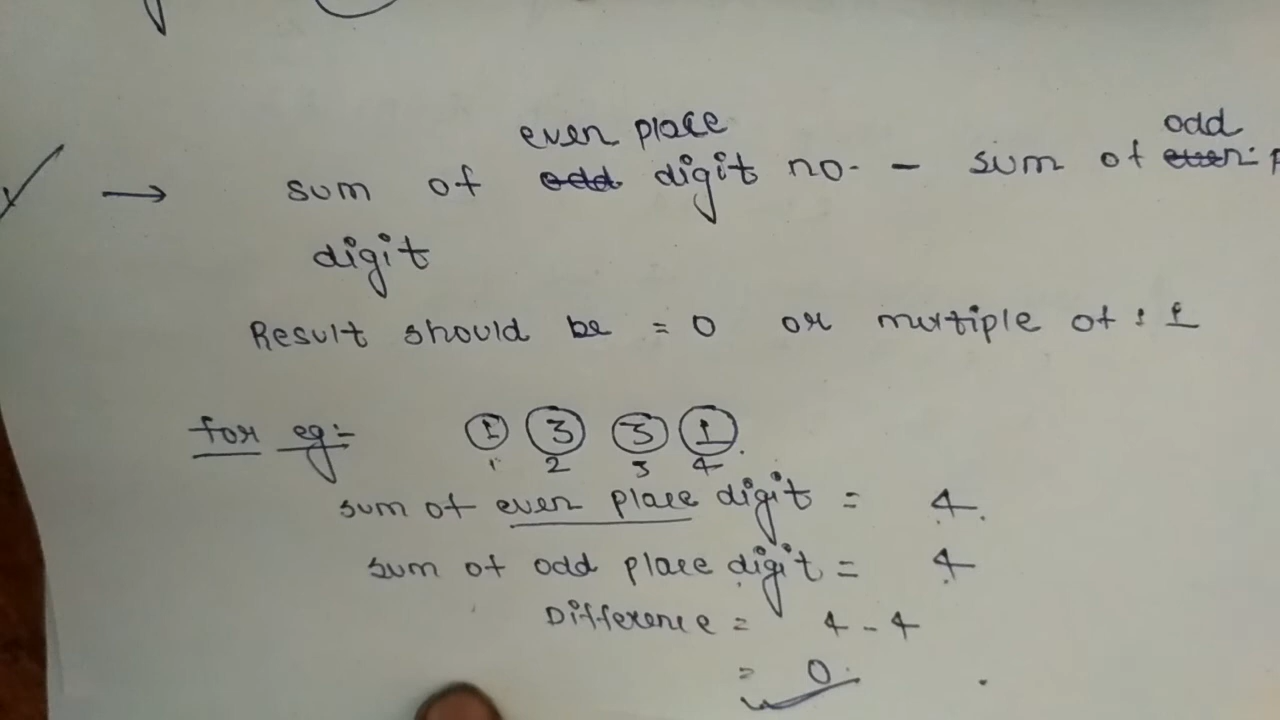 even place odd
→ sum of odd digit no. - sum of even
digit
Result should be = 0 or multiple of 11
for eg:- 1 3 3 1.
1 2 3 4
sum of even place digit = 4.
sum of odd place digit = 4
Difference = 4 - 4
= 0.